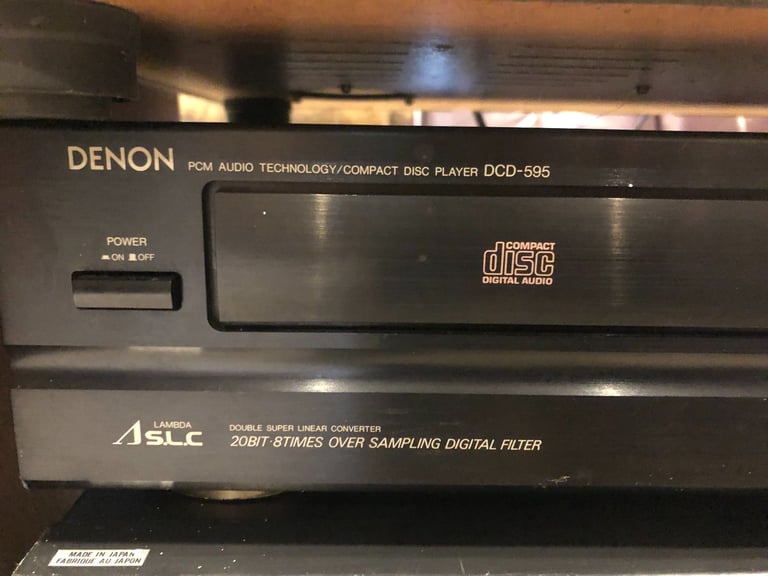 DENON PCM AUDIO TECHNOLOGY/COMPACT DISC PLAYER DCD-595
POWER
ON OFF
COMPACT
disc
DIGITAL AUDIO
LAMBDA
S.L.C
DOUBLE SUPER LINEAR CONVERTER
20BIT·8TIMES OVER SAMPLING DIGITAL FILTER
MADE IN JAPAN
FABRIQUE AU JAPON